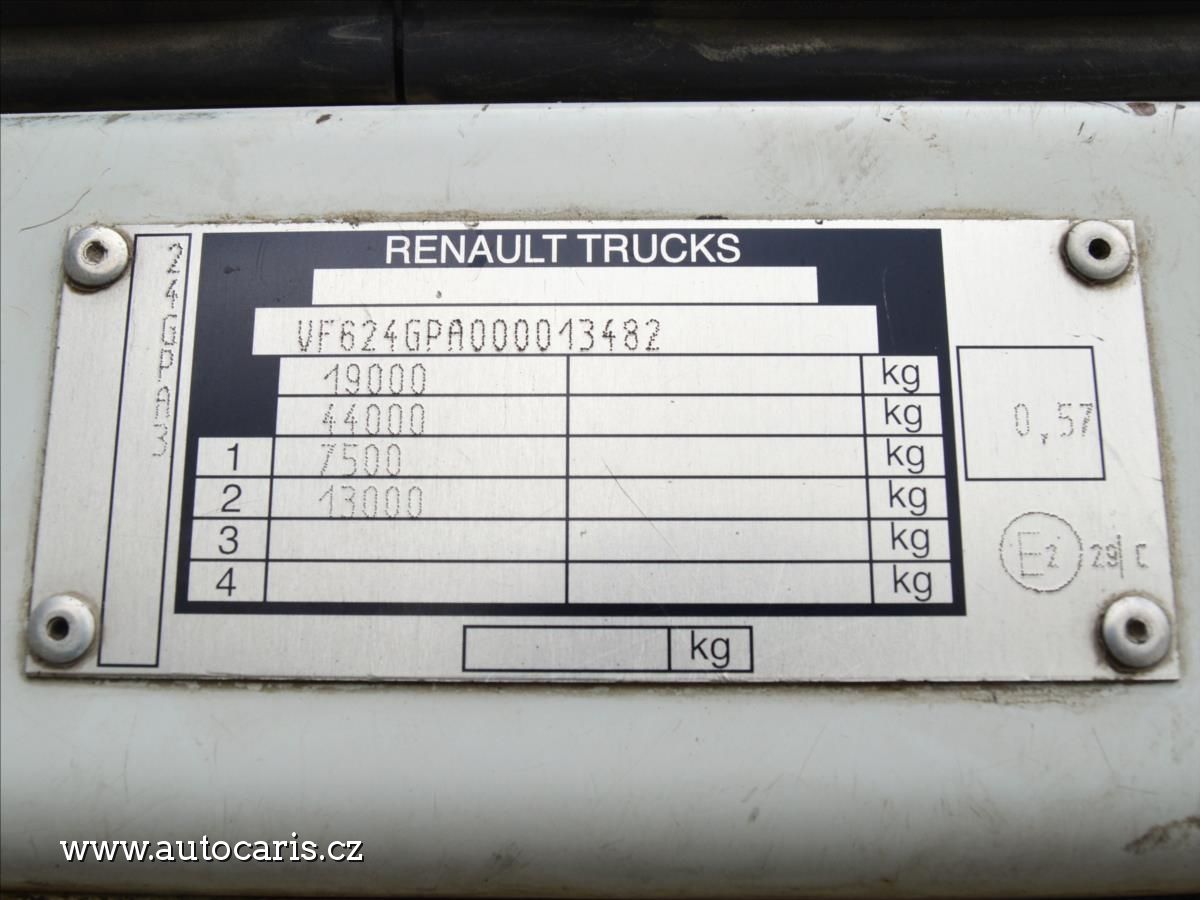 RENAULT TRUCKS
24GPA3
VF624GPA000013482
19000 kg
44000 kg
1 7500 kg
2 13000 kg
3 kg
4 kg
kg
0,57
E2 29 C
www.autocaris.cz